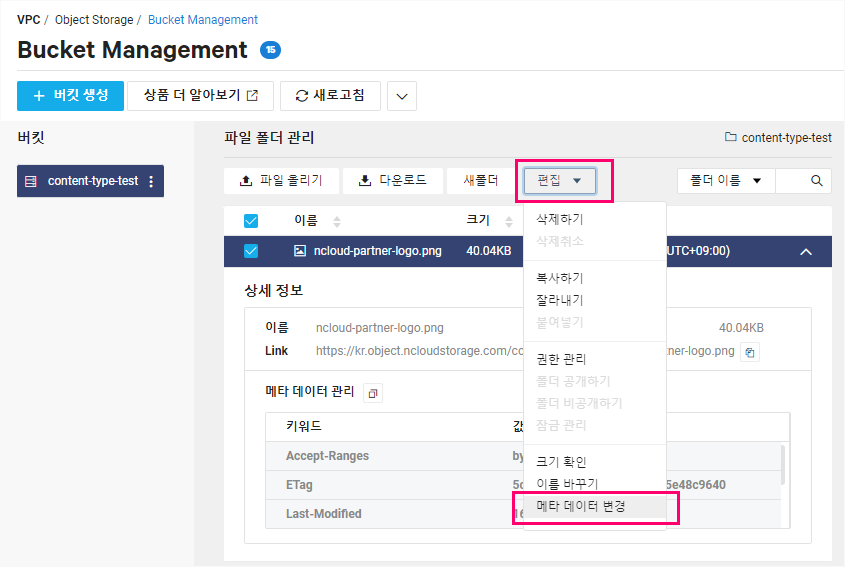 VPC / Object Storage / Bucket Management
Bucket Management 15
+ 버킷 생성 상품 더 알아보기 새로고침
버킷
파일 폴더 관리 content-type-test
content-type-test
파일 올리기 다운로드 새폴더 편집 폴더 이름
이름 크기
삭제하기
삭제취소
ncloud-partner-logo.png 40.04KB UTC+09:00)
복사하기
잘라내기
붙여넣기
상세 정보
이름 ncloud-partner-logo.png 40.04KB
Link https://kr.object.ncloudstorage.com/co ner-logo.png
권한 관리
폴더 공개하기
폴더 비공개하기
잠금 관리
메타 데이터 관리
키워드 값
크기 확인
이름 바꾸기
메타 데이터 변경
Accept-Ranges by
ETag 5c 5e48c9640
Last-Modified 16